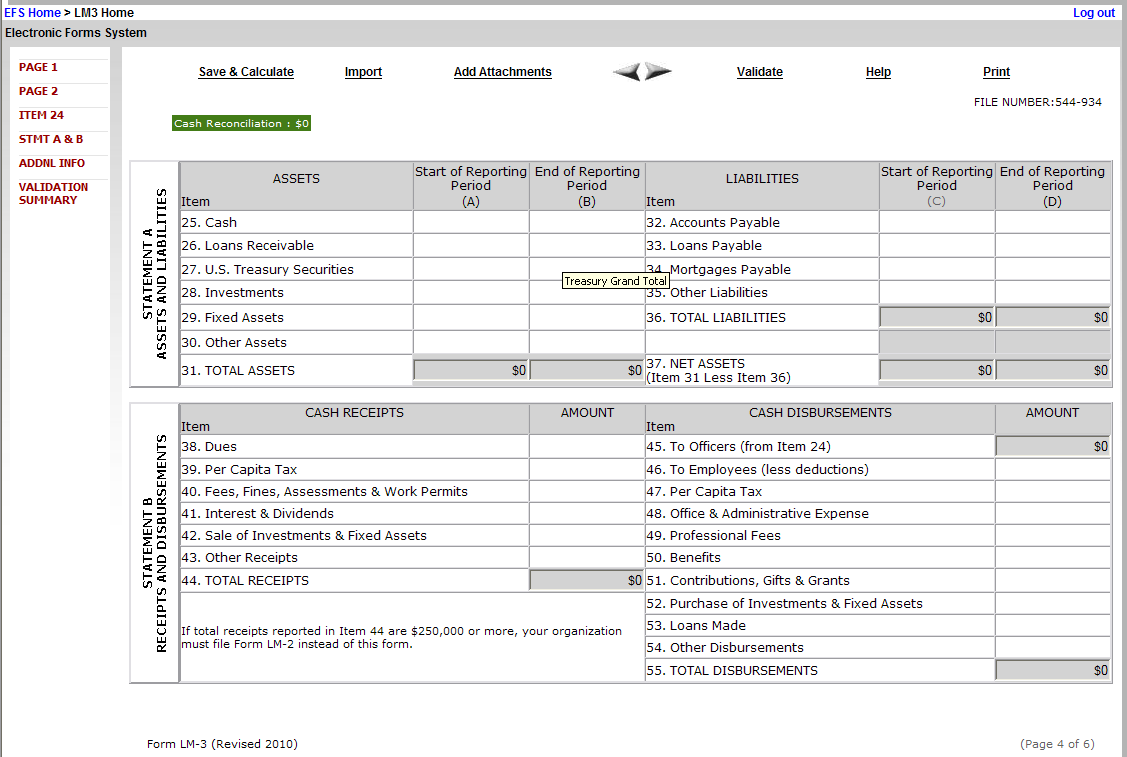 EFS Home > LM3 Home
Log out
Electronic Forms System
PAGE 1
PAGE 2
ITEM 24
STMT A & B
ADDNL INFO
VALIDATION
SUMMARY
Save & Calculate
Import
Add Attachments
Validate
Help
Print
FILE NUMBER:544-934
Cash Reconciliation : $0
STATEMENT A
ASSETS AND LIABILITIES
ASSETS
Item
Start of Reporting
Period
(A)
End of Reporting
Period
(B)
LIABILITIES
Item
Start of Reporting
Period
(C)
End of Reporting
Period
(D)
25. Cash
32. Accounts Payable
26. Loans Receivable
33. Loans Payable
27. U.S. Treasury Securities
34. Mortgages Payable
Treasury Grand Total
28. Investments
35. Other Liabilities
29. Fixed Assets
36. TOTAL LIABILITIES
$0
$0
30. Other Assets
31. TOTAL ASSETS
$0
$0
37. NET ASSETS
(Item 31 Less Item 36)
$0
$0
STATEMENT B
RECEIPTS AND DISBURSEMENTS
CASH RECEIPTS
Item
AMOUNT
CASH DISBURSEMENTS
Item
AMOUNT
38. Dues
45. To Officers (from Item 24)
$0
39. Per Capita Tax
46. To Employees (less deductions)
40. Fees, Fines, Assessments & Work Permits
47. Per Capita Tax
41. Interest & Dividends
48. Office & Administrative Expense
42. Sale of Investments & Fixed Assets
49. Professional Fees
43. Other Receipts
50. Benefits
44. TOTAL RECEIPTS
$0
51. Contributions, Gifts & Grants
52. Purchase of Investments & Fixed Assets
If total receipts reported in Item 44 are $250,000 or more, your organization
must file Form LM-2 instead of this form.
53. Loans Made
54. Other Disbursements
55. TOTAL DISBURSEMENTS
$0
Form LM-3 (Revised 2010)
(Page 4 of 6)